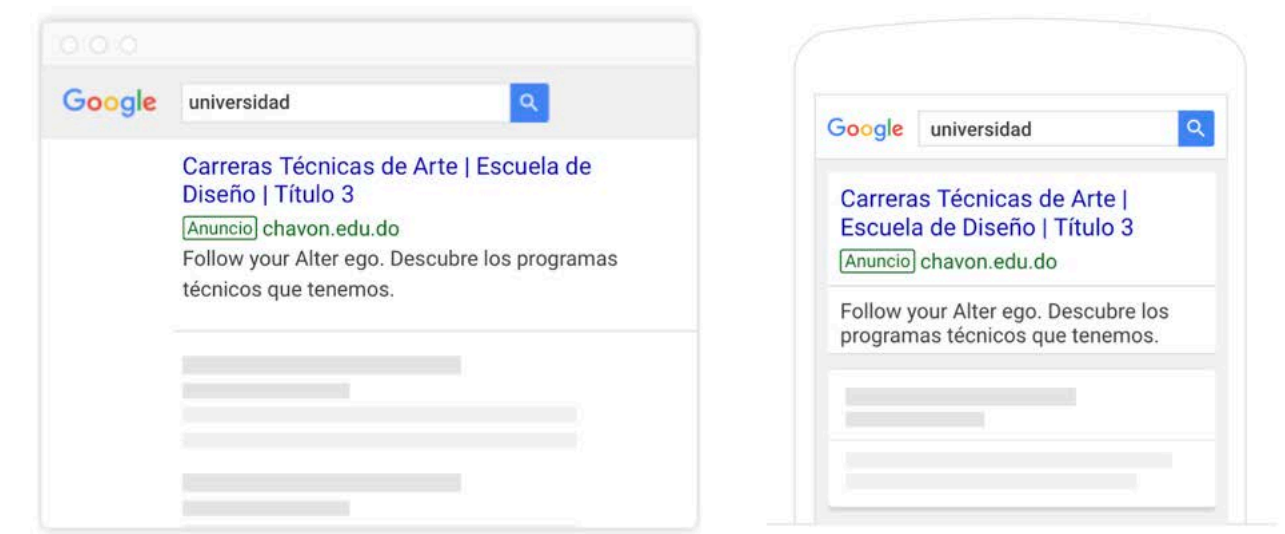 Google universidad
Carreras Técnicas de Arte | Escuela de
Diseño | Título 3
Anuncio chavon.edu.do
Follow your Alter ego. Descubre los programas
técnicos que tenemos.
Google universidad
Carreras Técnicas de Arte |
Escuela de Diseño | Título 3
Anuncio chavon.edu.do
Follow your Alter ego. Descubre los
programas técnicos que tenemos.